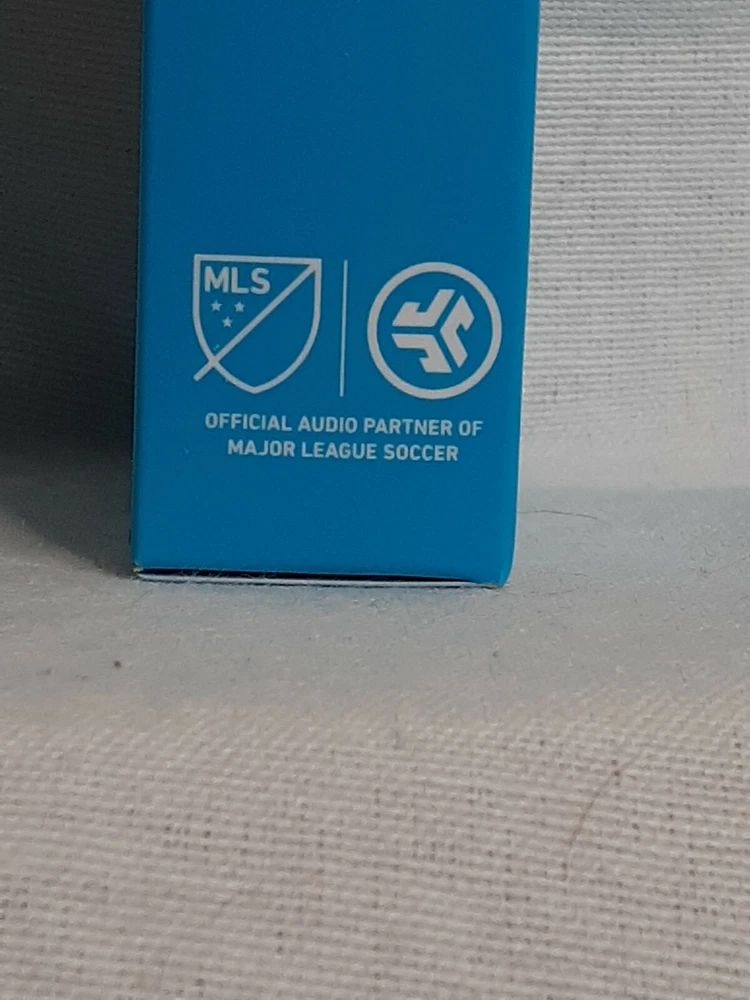 MLS
OFFICIAL AUDIO PARTNER OF
MAJOR LEAGUE SOCCER